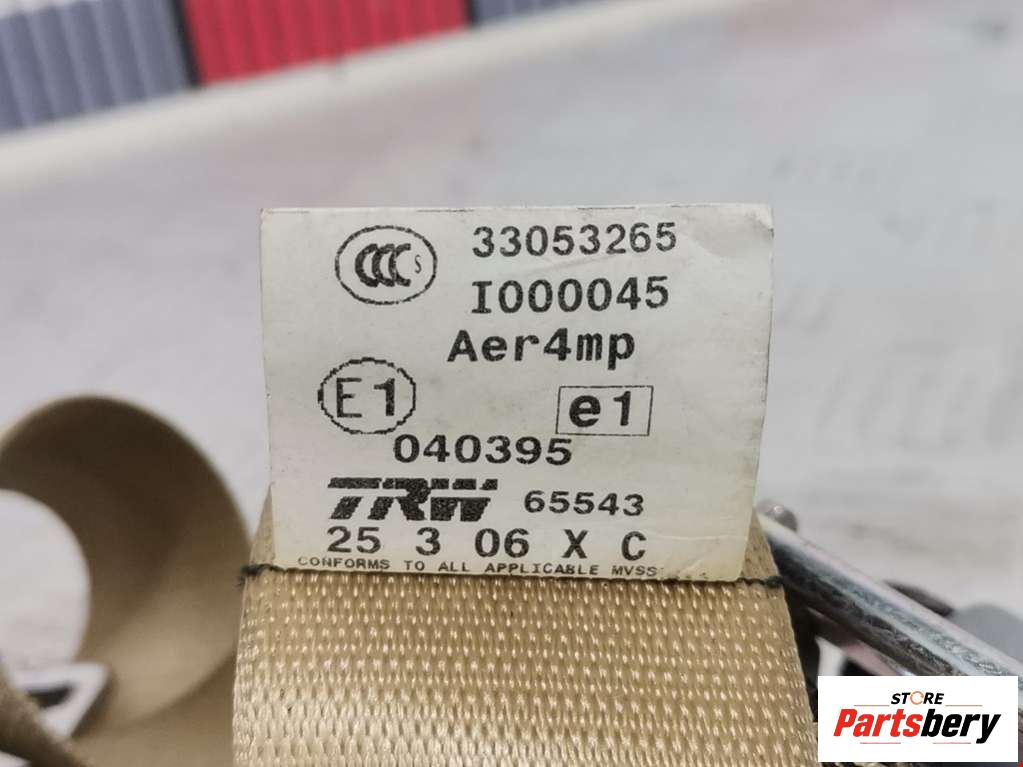 CCC S 33053265
I000045
Aer4mp
E1 e1
040395
TRW 65543
25 3 06 X C
CONFORMS TO ALL APPLICABLE MVSS
STORE
Partsbery